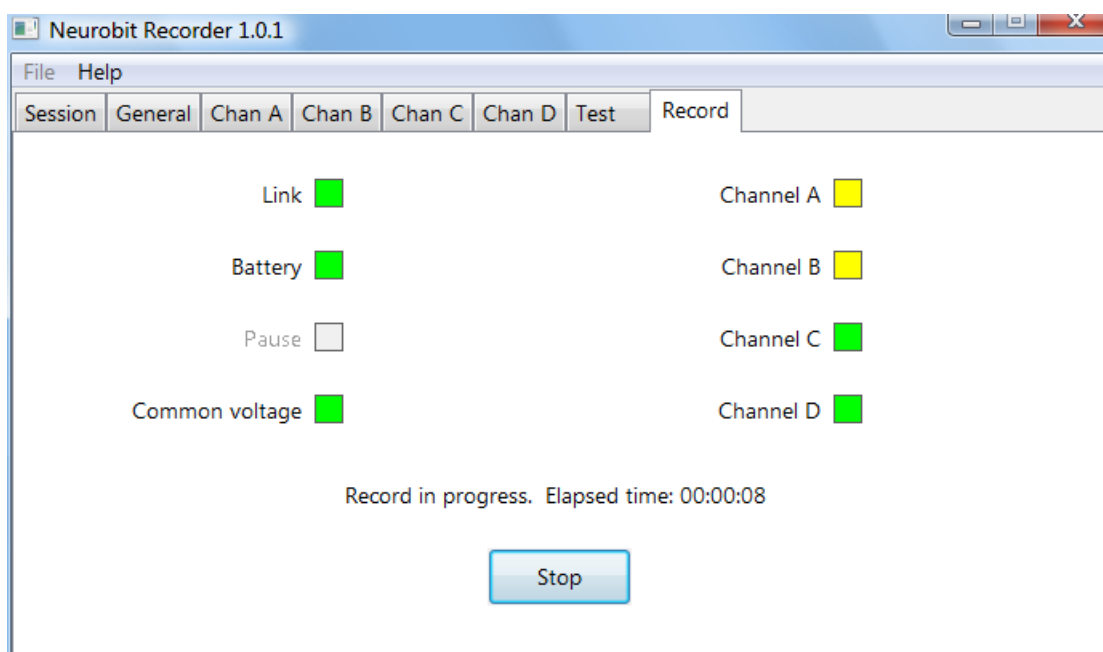 Neurobit Recorder 1.0.1
File Help
Session General Chan A Chan B Chan C Chan D Test Record
Link Channel A
Battery Channel B
Pause Channel C
Common voltage Channel D
Record in progress. Elapsed time: 00:00:08
Stop